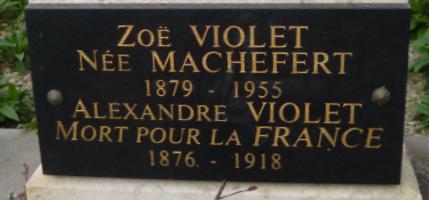 Zoë VIOLET
Née MACHEFERT
1879 - 1955
ALEXANDRE VIOLET
MORT POUR LA FRANCE
1876. - 1918